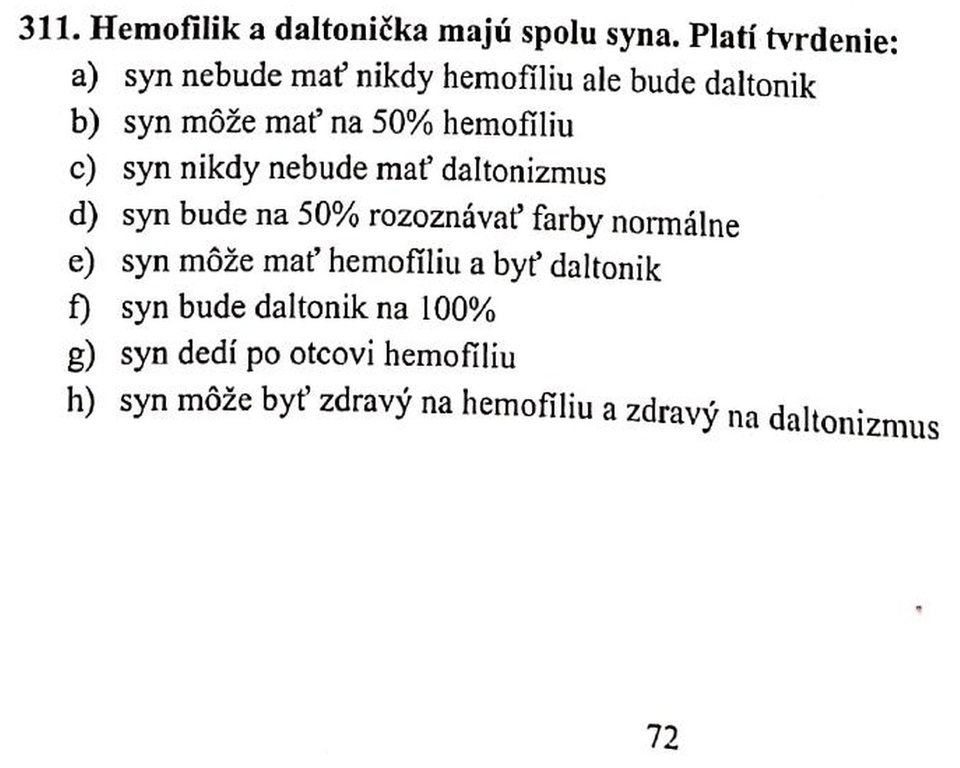 311. Hemofilik a daltonička majú spolu syna. Platí tvrdenie:
a) syn nebude mať nikdy hemofíliu ale bude daltonik
b) syn môže mať na 50% hemofíliu
c) syn nikdy nebude mať daltonizmus
d) syn bude na 50% rozoznávať farby normálne
e) syn môže mať hemofíliu a byť daltonik
f) syn bude daltonik na 100%
g) syn dedí po otcovi hemofíliu
h) syn môže byť zdravý na hemofíliu a zdravý na daltonizmus
72